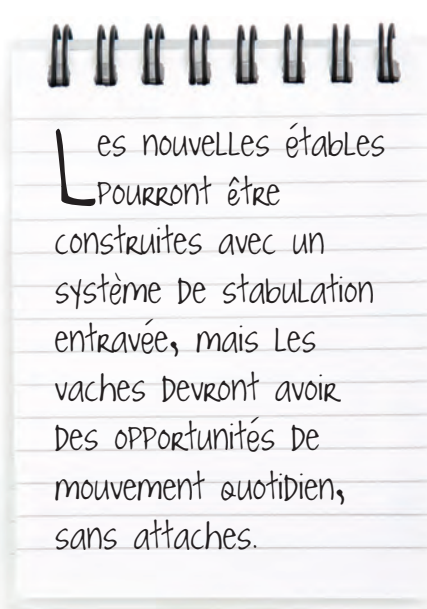 Les nouvelles étables
pourront être
construites avec un
système de stabulation
entravée, mais les
vaches devront avoir
des opportunités de
mouvement quotidien,
sans attaches.